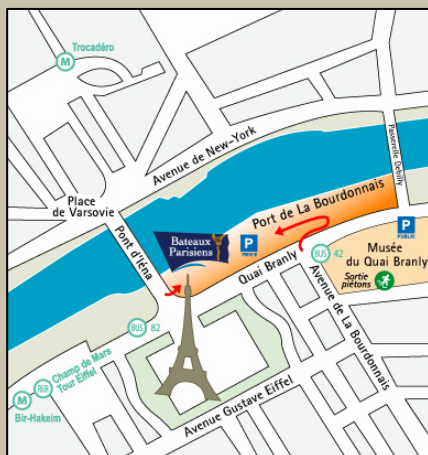 Trocadéro
M
Avenue de New-York
Passerelle Debilly
Place
de Varsovie
Pont d'Iéna
Port de La Bourdonnais
Bateaux
Parisiens
P
PRIVÉ
P
PUBLIC
BUS 42
Musée
du Quai Branly
Sortie
piétons
Quai Branly
Avenue de La Bourdonnais
BUS 82
Champ de Mars
Tour Eiffel
RER
M
Bir-Hakeim
Avenue Gustave Eiffel